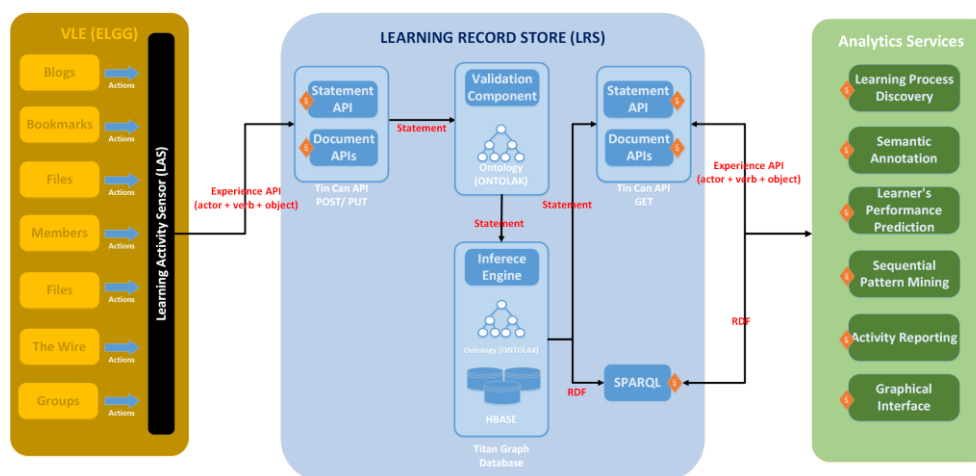 VLE (ELGG)
Blogs
Actions
Bookmarks
Actions
Files
Actions
Members
Actions
Files
Actions
The Wire
Actions
Groups
Actions
Learning Activity Sensor (LAS)
Experience API
(actor + verb + object)
LEARNING RECORD STORE (LRS)
S
Statement
API
S
Document
APIs
Tin Can API
POST/ PUT
Statement
Validation
Component
Ontology
(ONTOLAK)
Statement
Statement
Inferece
Engine
Ontology (ONTOLAK)
HBASE
Titan Graph
Database
Statement
API
S
Document
APIs
S
Tin Can API
GET
RDF
SPARQL
S
Experience API
(actor + verb + object)
RDF
Analytics Services
S
Learning Process
Discovery
S
Semantic
Annotation
S
Learner's
Performance
Prediction
S
Sequential
Pattern Mining
S
Activity Reporting
S
Graphical
Interface